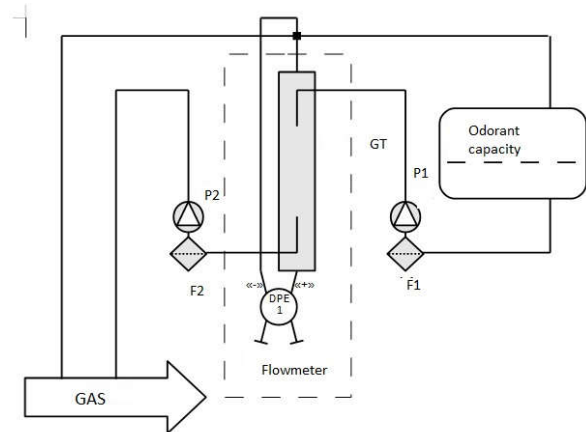 Odorant
capacity
GT
P1
P2
F2
F1
«-»
«+»
DPE
1
Flowmeter
GAS